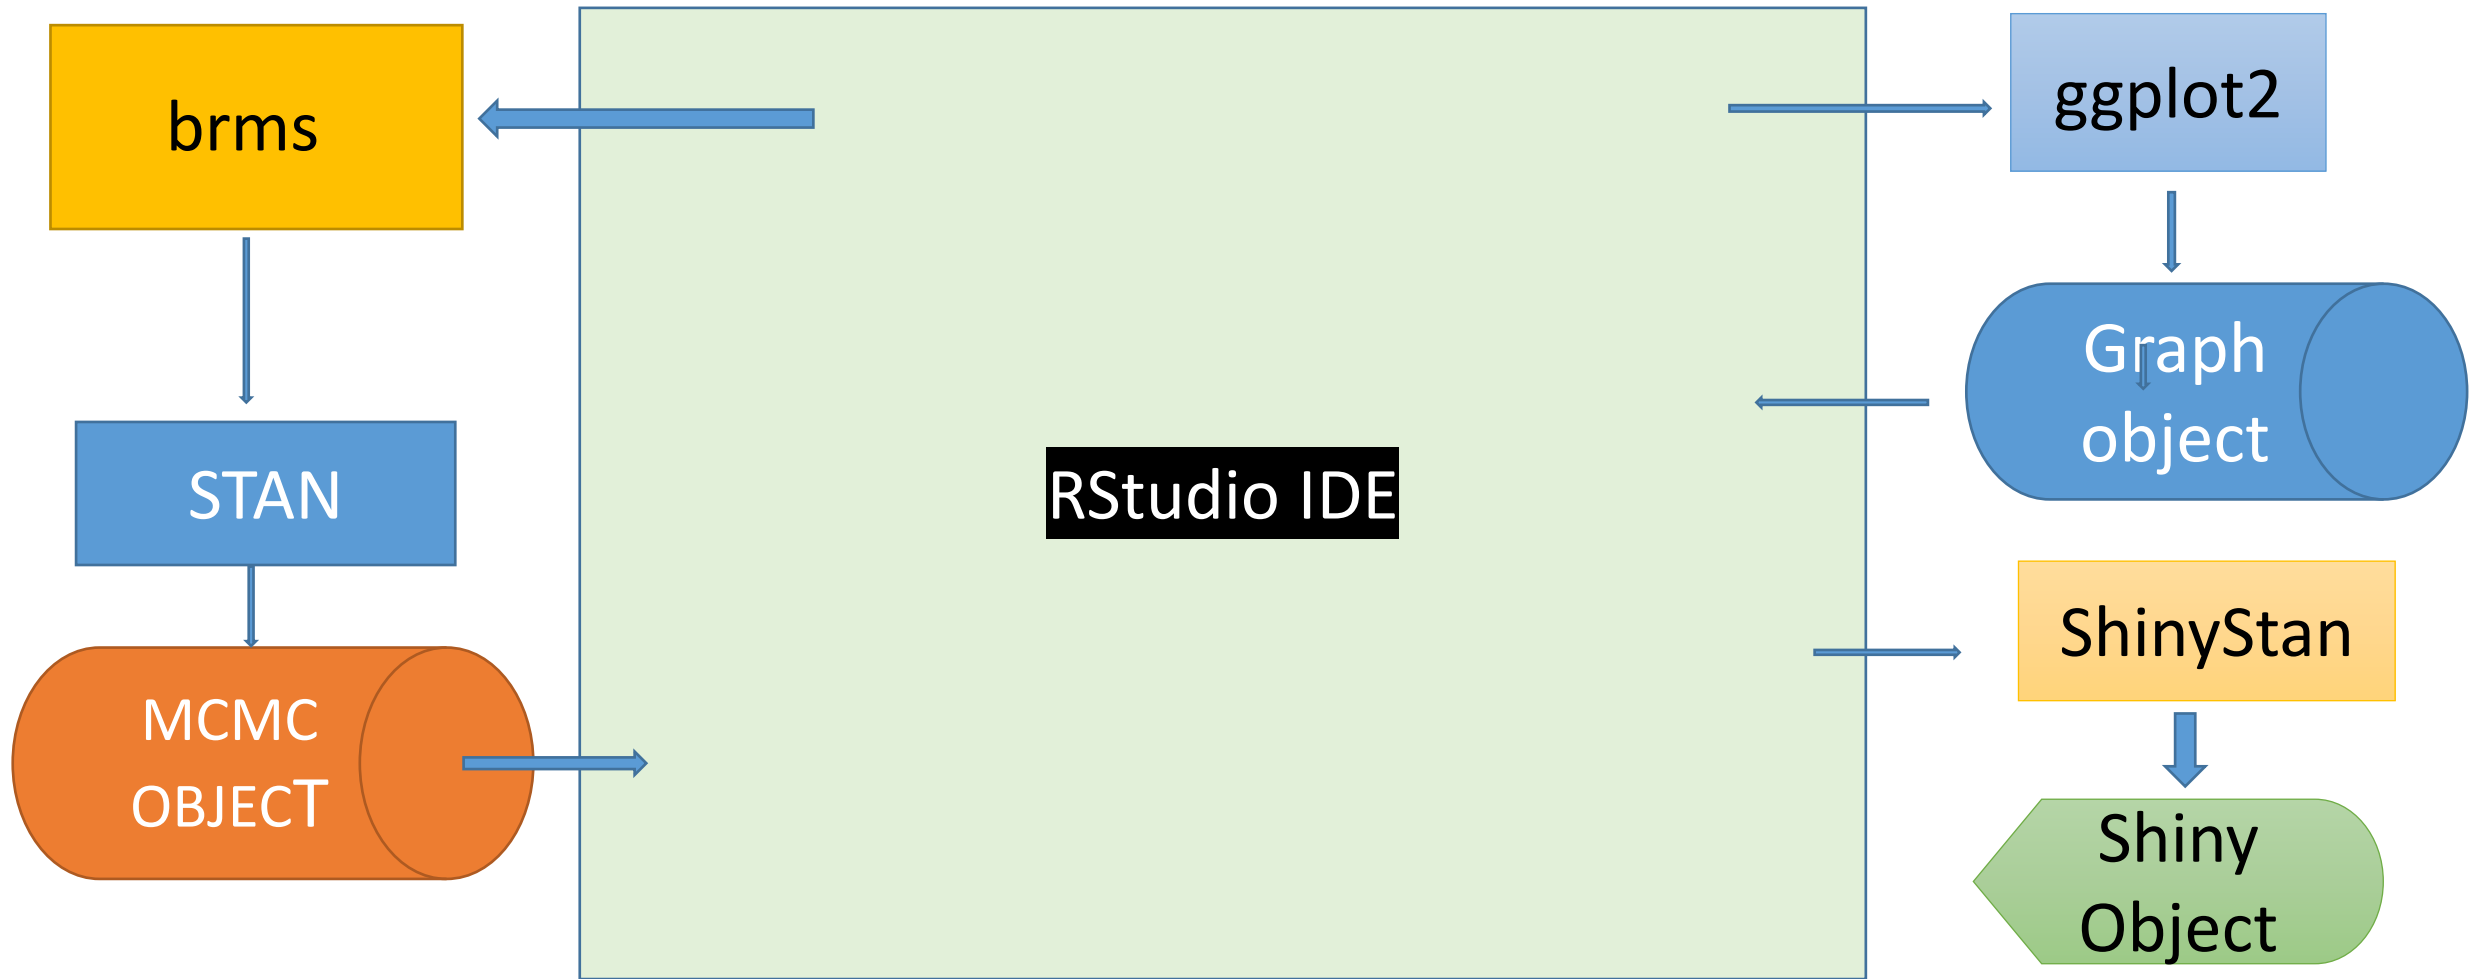 brms
STAN
MCMC
OBJECT
RStudio IDE
ggplot2
Graph
object
ShinyStan
Shiny
Object